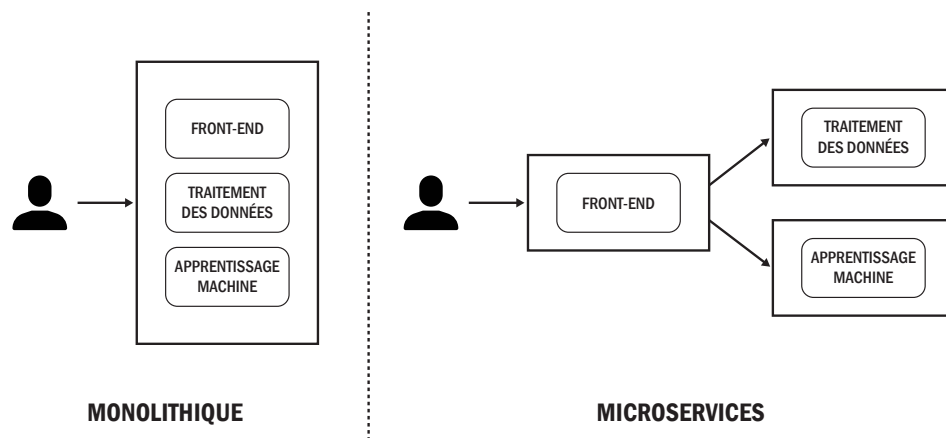 FRONT-END
TRAITEMENT
DES DONNÉES
APPRENTISSAGE
MACHINE
MONOLITHIQUE
FRONT-END
TRAITEMENT
DES DONNÉES
APPRENTISSAGE
MACHINE
MICROSERVICES